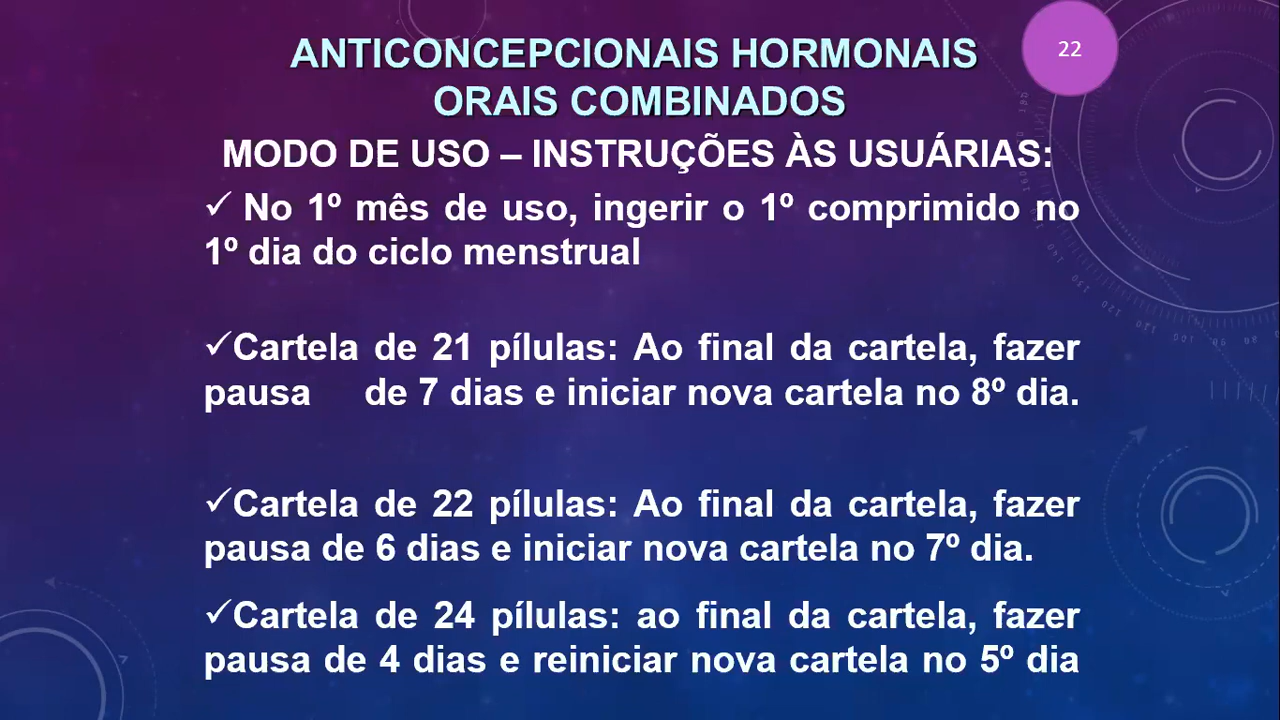 ANTICONCEPCIONAIS HORMONAIS
ORAIS COMBINADOS
22
MODO DE USO – INSTRUÇÕES ÀS USUÁRIAS:
✓ No 1º mês de uso, ingerir o 1º comprimido no
1º dia do ciclo menstrual
✓Cartela de 21 pílulas: Ao final da cartela, fazer
pausa de 7 dias e iniciar nova cartela no 8º dia.
✓Cartela de 22 pílulas: Ao final da cartela, fazer
pausa de 6 dias e iniciar nova cartela no 7º dia.
✓Cartela de 24 pílulas: ao final da cartela, fazer
pausa de 4 dias e reiniciar nova cartela no 5º dia